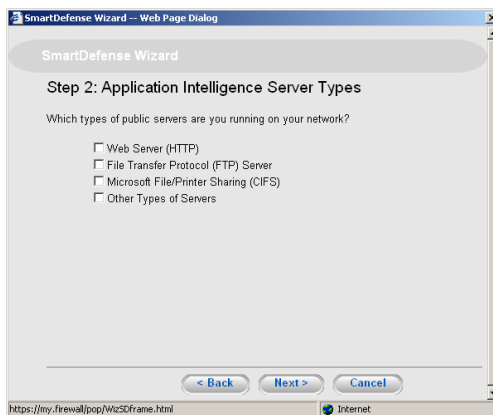 SmartDefense Wizard -- Web Page Dialog
SmartDefense Wizard
Step 2: Application Intelligence Server Types
Which types of public servers are you running on your network?
Web Server (HTTP)
File Transfer Protocol (FTP) Server
Microsoft File/Printer Sharing (CIFS)
Other Types of Servers
< Back Next > Cancel
https://my.firewall/pop/WizSDframe.html Internet